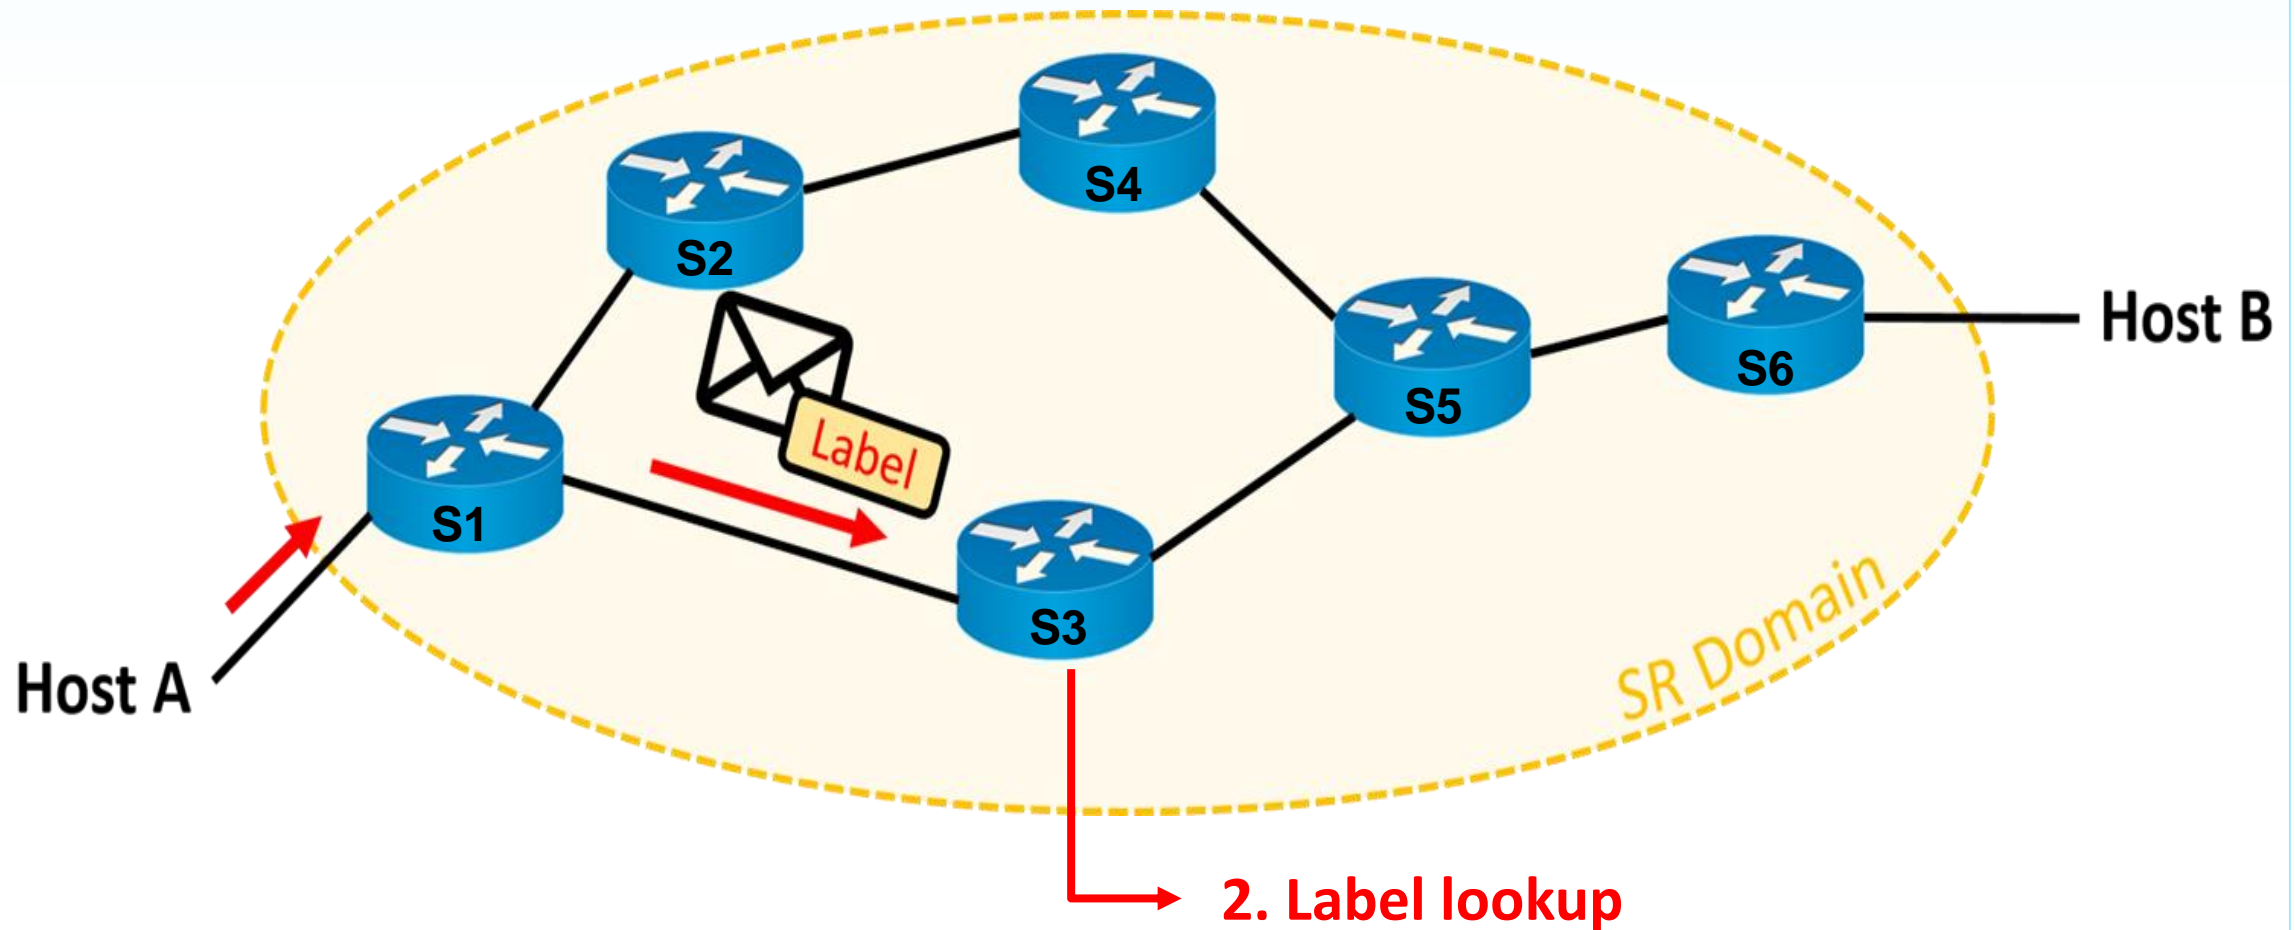 S4
S2
S6
Host B
S5
Label
S1
S3
SR Domain
Host A
2. Label lookup